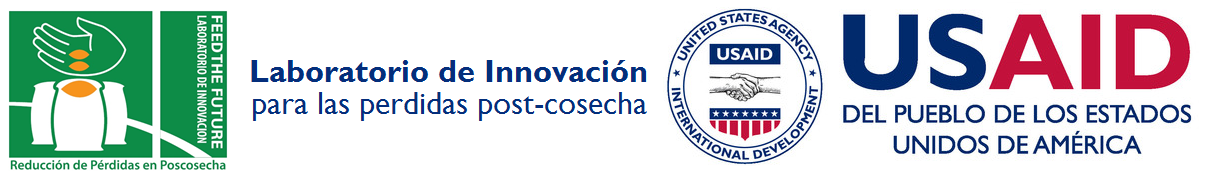 FEED THE FUTURE
LABORATORIO DE INNOVACION
Reducción de Pérdidas en Poscosecha
Laboratorio de Innovación
para las perdidas post-cosecha
UNITED STATES AGENCY
USAID
INTERNATIONAL DEVELOPMENT
USAID
DEL PUEBLO DE LOS ESTADOS
UNIDOS DE AMÉRICA